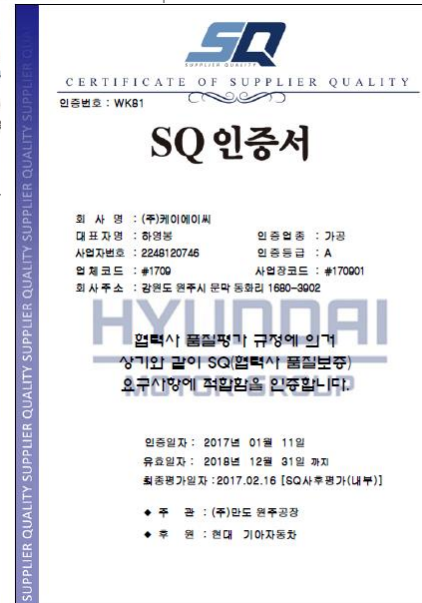 SQ
SUPPLIER QUALITY
CERTIFICATE OF SUPPLIER QUALITY
인증번호 : WK81
SQ 인증서
회 사 명 : (주)케이에이씨
대표자명 : 하영봉 인증업종 : 가공
사업자번호 : 2248120746 인증등급 : A
업체코드 : #1709 사업장코드 : #170901
회사주소 : 강원도 원주시 문막 동화리 1680-3902
HYUNDAI
MOTOR GROUP
협력사 품질평가 규정에 의거
상기와 같이 SQ(협력사 품질보증)
요구사항에 적합함을 인증합니다.
인증일자 : 2017년 01월 11일
유효일자 : 2018년 12월 31일 까지
최종평가일자 : 2017.02.16 [SQ사후평가(내부)]
◆ 주 관 : (주)만도 원주공장
◆ 후 원 : 현대 기아자동차
SUPPLIER QUALITY SUPPLIER QUALITY SUPPLIER QUALITY SUPPLIER QUALITY SUPPLIER QUALITY